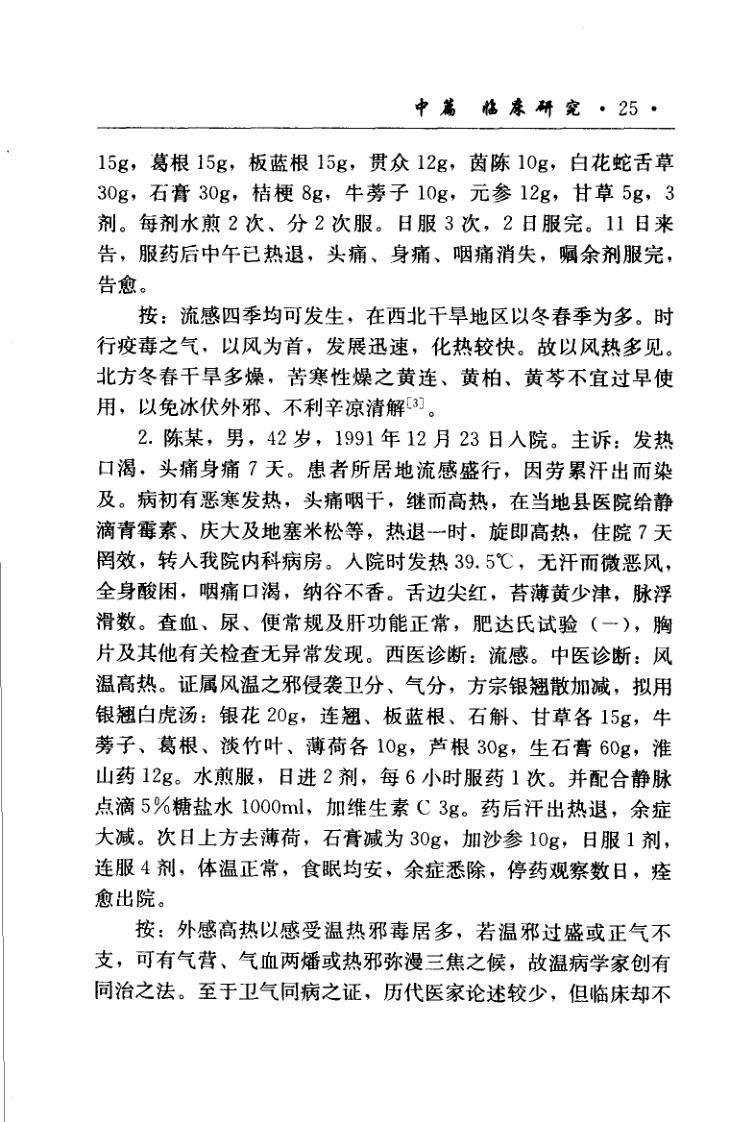 中篇 临床研究 · 25 ·
15g，葛根 15g，板蓝根 15g，贯众 12g，茵陈 10g，白花蛇舌草
30g，石膏 30g，桔梗 8g，牛蒡子 10g，元参 12g，甘草 5g，3
剂。每剂水煎 2 次、分 2 次服。日服 3 次，2 日服完。11 日来
告，服药后中午已热退，头痛、身痛、咽痛消失，嘱余剂服完，
告愈。
按：流感四季均可发生，在西北干旱地区以冬春季为多。时
行疫毒之气，以风为首，发展迅速，化热较快。故以风热多见。
北方冬春干旱多燥，苦寒性燥之黄连、黄柏、黄芩不宜过早使
用，以免冰伏外邪、不利辛凉清解[3]。
2. 陈某，男，42 岁，1991 年 12 月 23 日入院。主诉：发热
口渴，头痛身痛 7 天。患者所居地流感盛行，因劳累汗出而染
及。病初有恶寒发热，头痛咽干，继而高热，在当地县医院给静
滴青霉素、庆大及地塞米松等，热退一时，旋即高热，住院 7 天
罔效，转入我院内科病房。入院时发热 39.5℃，无汗而微恶风，
全身酸困，咽痛口渴，纳谷不香。舌边尖红，苔薄黄少津，脉浮
滑数。查血、尿、便常规及肝功能正常，肥达氏试验（一），胸
片及其他有关检查无异常发现。西医诊断：流感。中医诊断：风
温高热。证属风温之邪侵袭卫分、气分，方宗银翘散加减，拟用
银翘白虎汤：银花 20g，连翘、板蓝根、石斛、甘草各 15g，牛
蒡子、葛根、淡竹叶、薄荷各 10g，芦根 30g，生石膏 60g，淮
山药 12g。水煎服，日进 2 剂，每 6 小时服药 1 次。并配合静脉
点滴 5%糖盐水 1000ml，加维生素 C 3g。药后汗出热退，余症
大减。次日上方去薄荷，石膏减为 30g，加沙参 10g，日服 1 剂，
连服 4 剂，体温正常，食眠均安，余症悉除，停药观察数日，痊
愈出院。
按：外感高热以感受温热邪毒居多，若温邪过盛或正气不
支，可有气营、气血两燔或热邪弥漫三焦之候，故温病学家创有
同治之法。至于卫气同病之证，历代医家论述较少，但临床却不